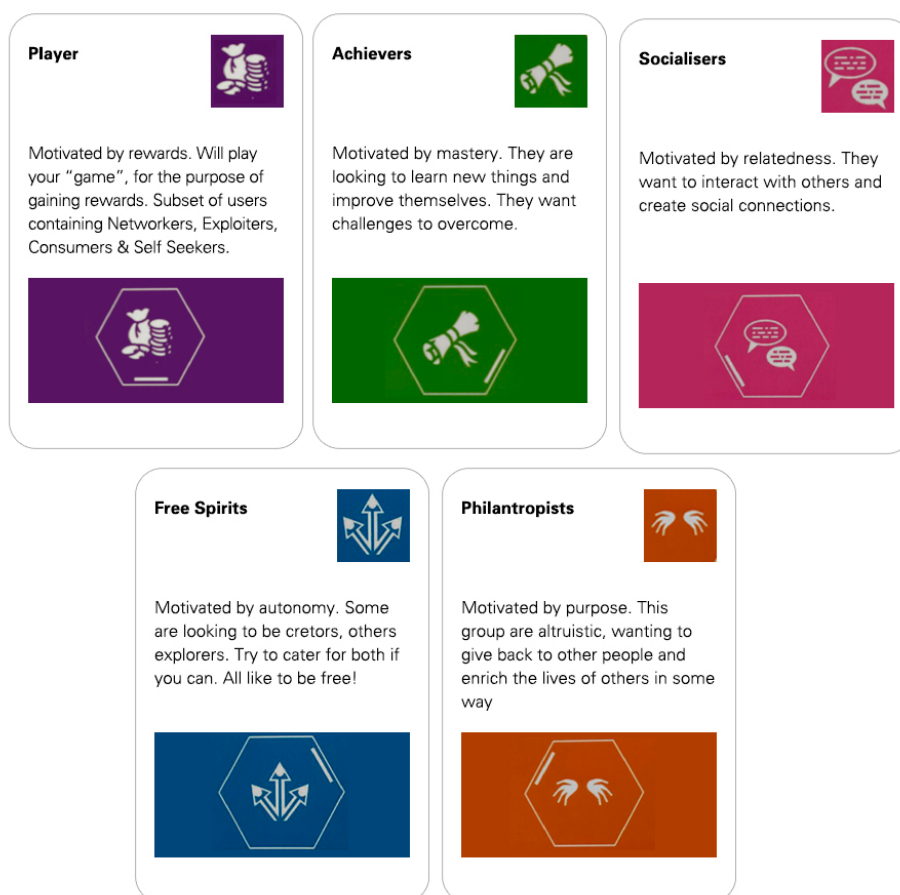 Player
Motivated by rewards. Will play
your “game”, for the purpose of
gaining rewards. Subset of users
containing Networkers, Exploiters,
Consumers & Self Seekers.
Achievers
Motivated by mastery. They are
looking to learn new things and
improve themselves. They want
challenges to overcome.
Socialisers
Motivated by relatedness. They
want to interact with others and
create social connections.
Free Spirits
Motivated by autonomy. Some
are looking to be cretors, others
explorers. Try to cater for both if
you can. All like to be free!
Philantropists
Motivated by purpose. This
group are altruistic, wanting to
give back to other people and
enrich the lives of others in some
way